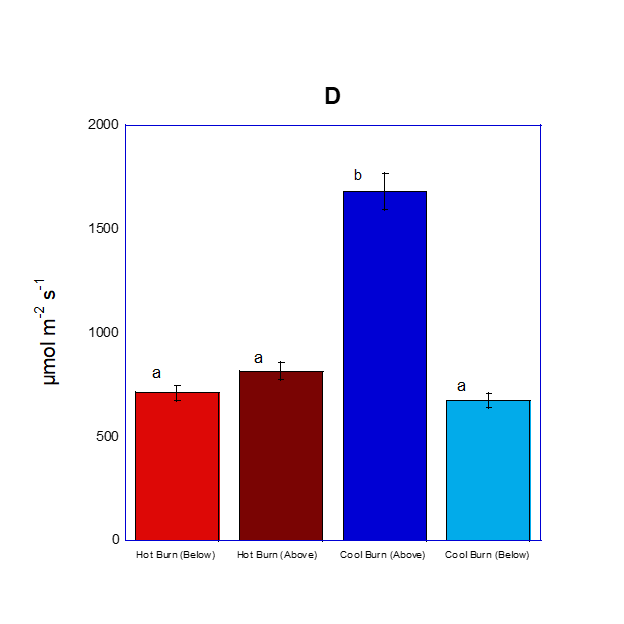 D
2000
1500
1000
500
0
µmol m-2 s-1
a
a
b
a
Hot Burn (Below)
Hot Burn (Above)
Cool Burn (Above)
Cool Burn (Below)